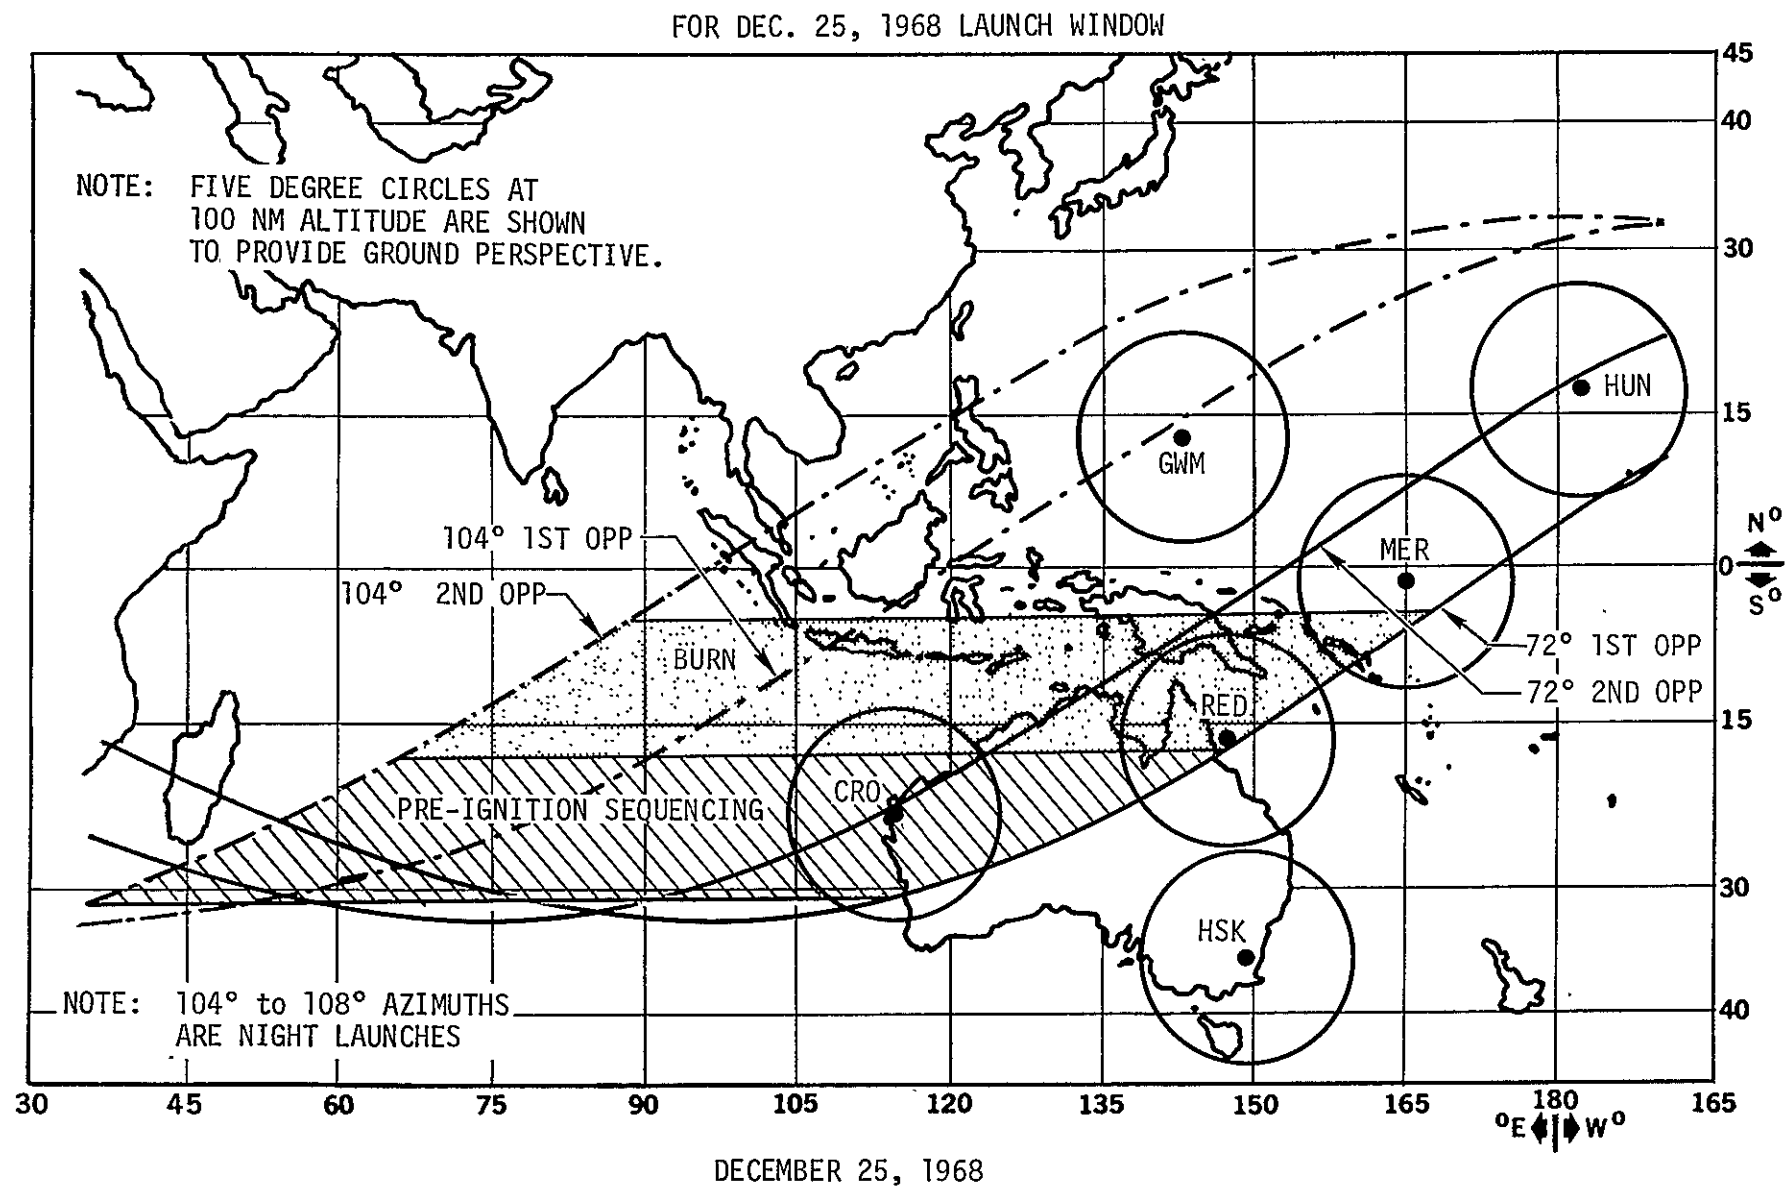 FOR DEC. 25, 1968 LAUNCH WINDOW
45
40
NOTE: FIVE DEGREE CIRCLES AT
100 NM ALTITUDE ARE SHOWN
TO PROVIDE GROUND PERSPECTIVE.
30
HUN
15
GWM
N°
104° 1ST OPP
MER
0
104° 2ND OPP
S°
72° 1ST OPP
BURN
72° 2ND OPP
RED
15
CRO
PRE-IGNITION SEQUENCING
30
HSK
NOTE: 104° to 108° AZIMUTHS
ARE NIGHT LAUNCHES
40
30 45 60 75 90 105 120 135 150 165 180 165
°E W°
DECEMBER 25, 1968